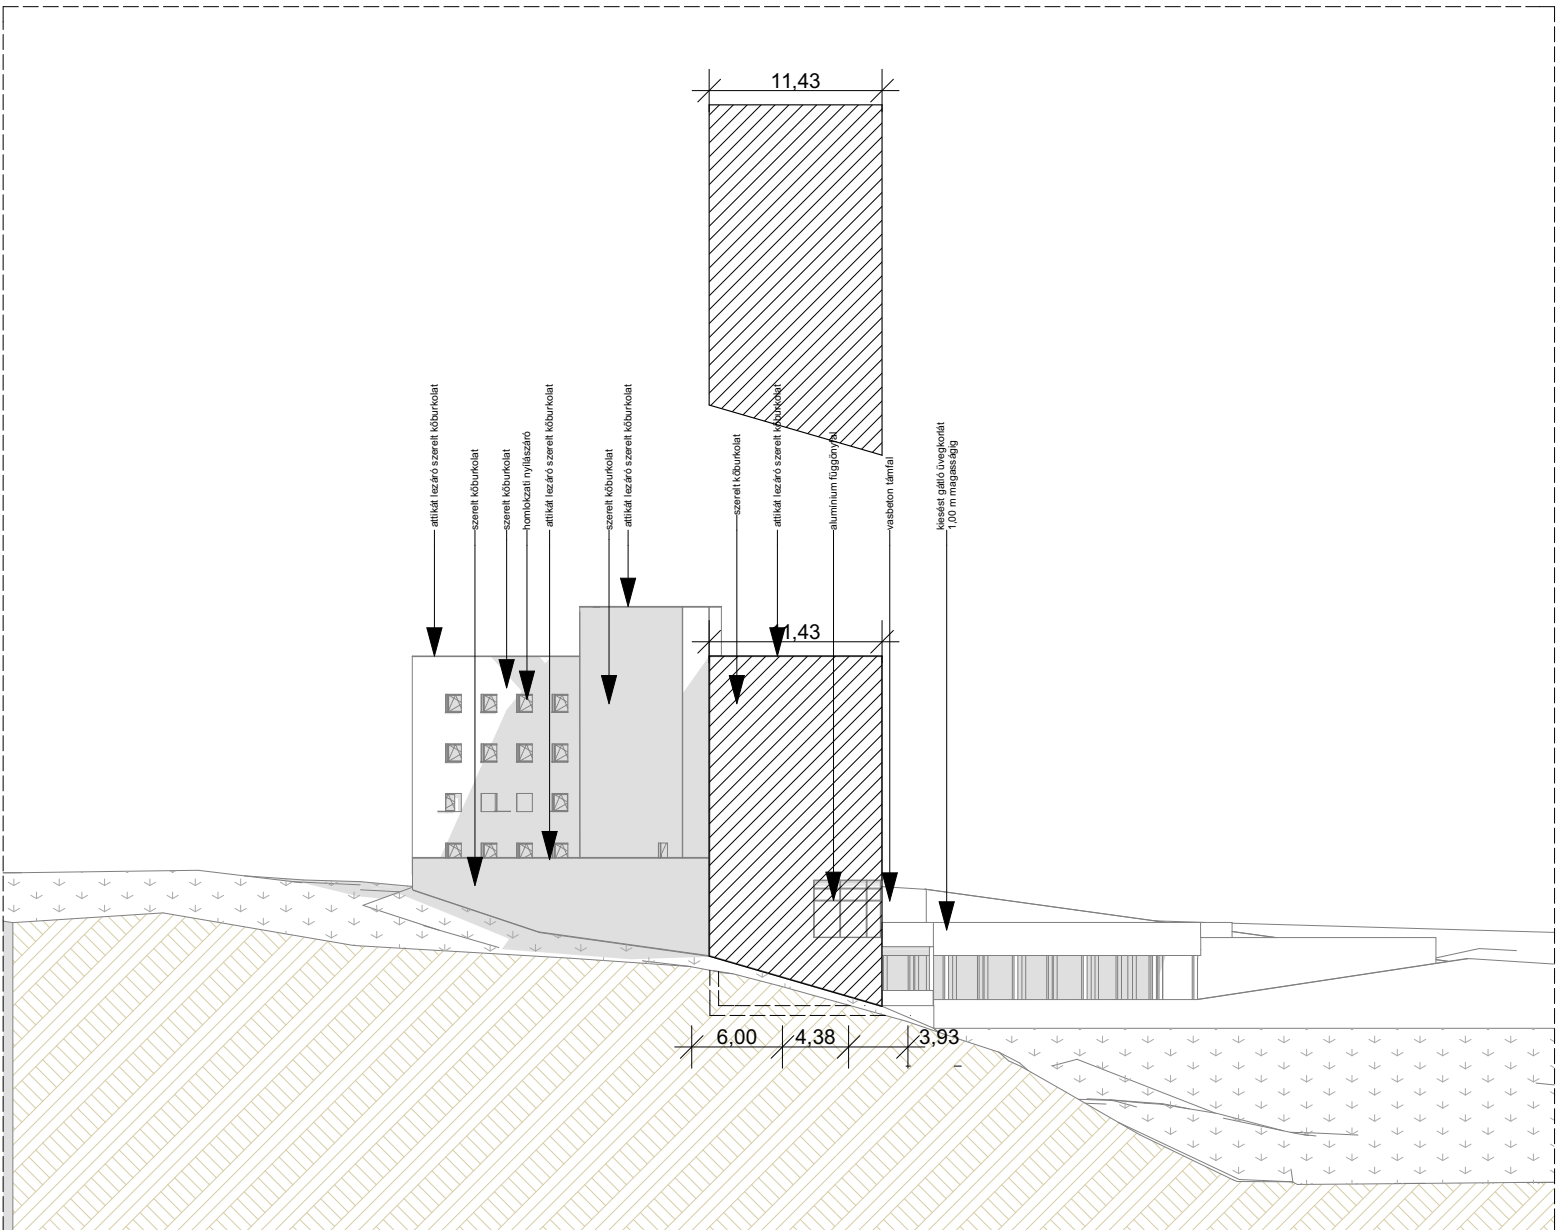 11,43
attikát lezáró szerelt kőburkolat
szerelt kőburkolat
szerelt kőburkolat
homlokzati nyílászáró
attikát lezáró szerelt kőburkolat
szerelt kőburkolat
attikát lezáró szerelt kőburkolat
szerelt kőburkolat
attikát lezáró szerelt kőburkolat
alumínium függönyfal
vasbeton támfal
kiesést gátló üvegkorlát
1,00 m magasságig
11,43
6,00
4,38
3,93